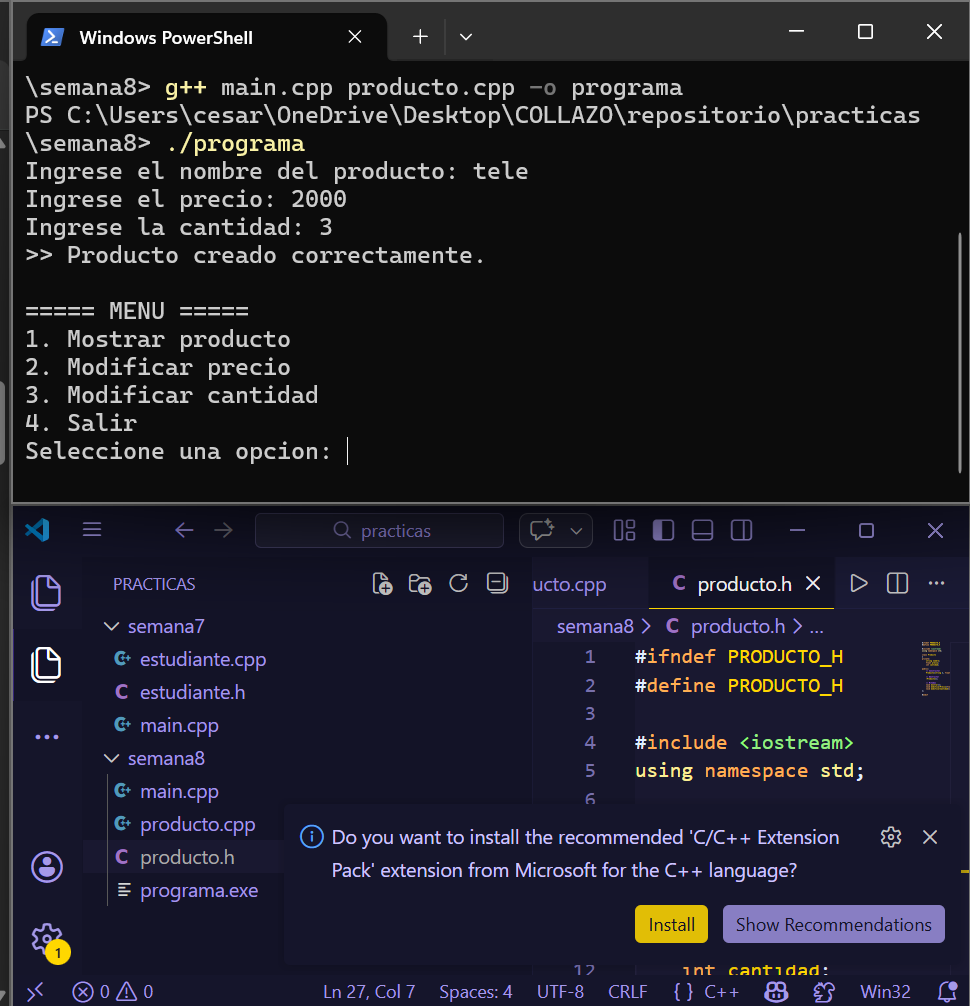 Windows PowerShell
\semana8> g++ main.cpp producto.cpp -o programa
PS C:\Users\cesar\OneDrive\Desktop\COLLAZO\repositorio\practicas
\semana8> ./programa
Ingrese el nombre del producto: tele
Ingrese el precio: 2000
Ingrese la cantidad: 3
>> Producto creado correctamente.
===== MENU =====
1. Mostrar producto
2. Modificar precio
3. Modificar cantidad
4. Salir
Seleccione una opcion:
practicas
PRACTICAS
ucto.cpp
C producto.h
semana7
semana8 > C producto.h > ...
estudiante.cpp
1 #ifndef PRODUCTO_H
C estudiante.h
2 #define PRODUCTO_H
main.cpp
3
semana8
4 #include <iostream>
main.cpp
5 using namespace std;
producto.cpp
6
C producto.h
programa.exe
Do you want to install the recommended 'C/C++ Extension
Pack' extension from Microsoft for the C++ language?
Install
Show Recommendations
1
12 int cantidad;
0 0
Ln 27, Col 7
Spaces: 4
UTF-8
CRLF
{ } C++
Win32